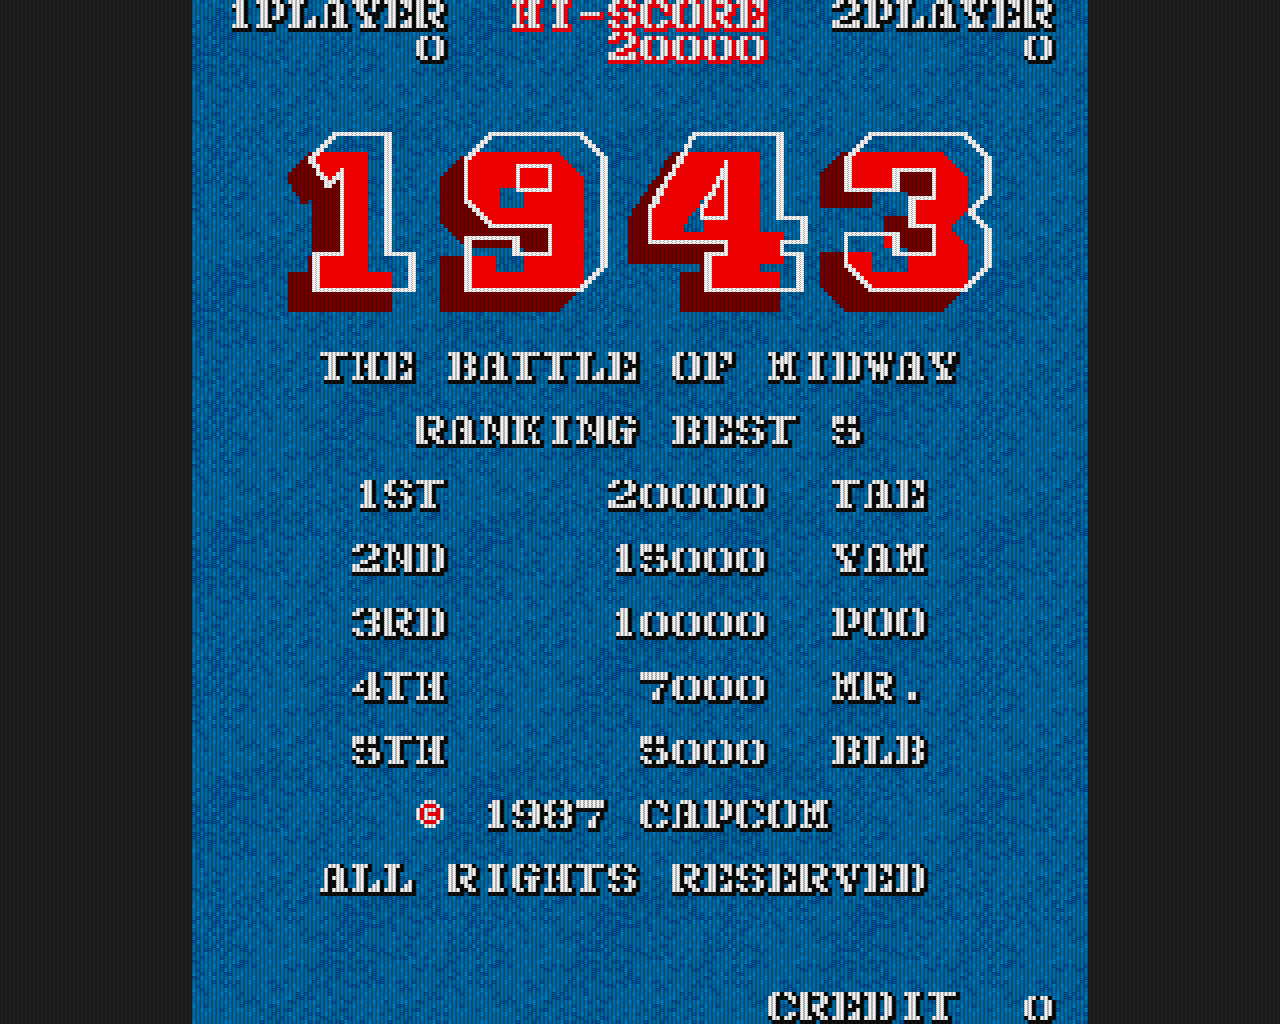 1PLAYER HI-SCORE 2PLAYER
0 20000 0
1943
THE BATTLE OF MIDWAY
RANKING BEST 5
1ST 20000 TAE
2ND 15000 YAM
3RD 10000 POO
4TH 7000 MR.
5TH 5000 BLB
© 1987 CAPCOM
ALL RIGHTS RESERVED
CREDIT 0